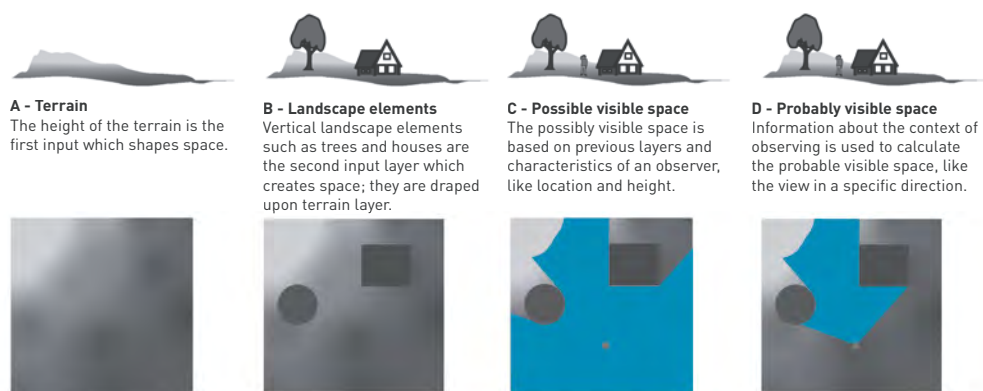 A - Terrain
The height of the terrain is the
first input which shapes space.
B - Landscape elements
Vertical landscape elements
such as trees and houses are
the second input layer which
creates space; they are draped
upon terrain layer.
C - Possible visible space
The possibly visible space is
based on previous layers and
characteristics of an observer,
like location and height.
D - Probably visible space
Information about the context of
observing is used to calculate
the probable visible space, like
the view in a specific direction.